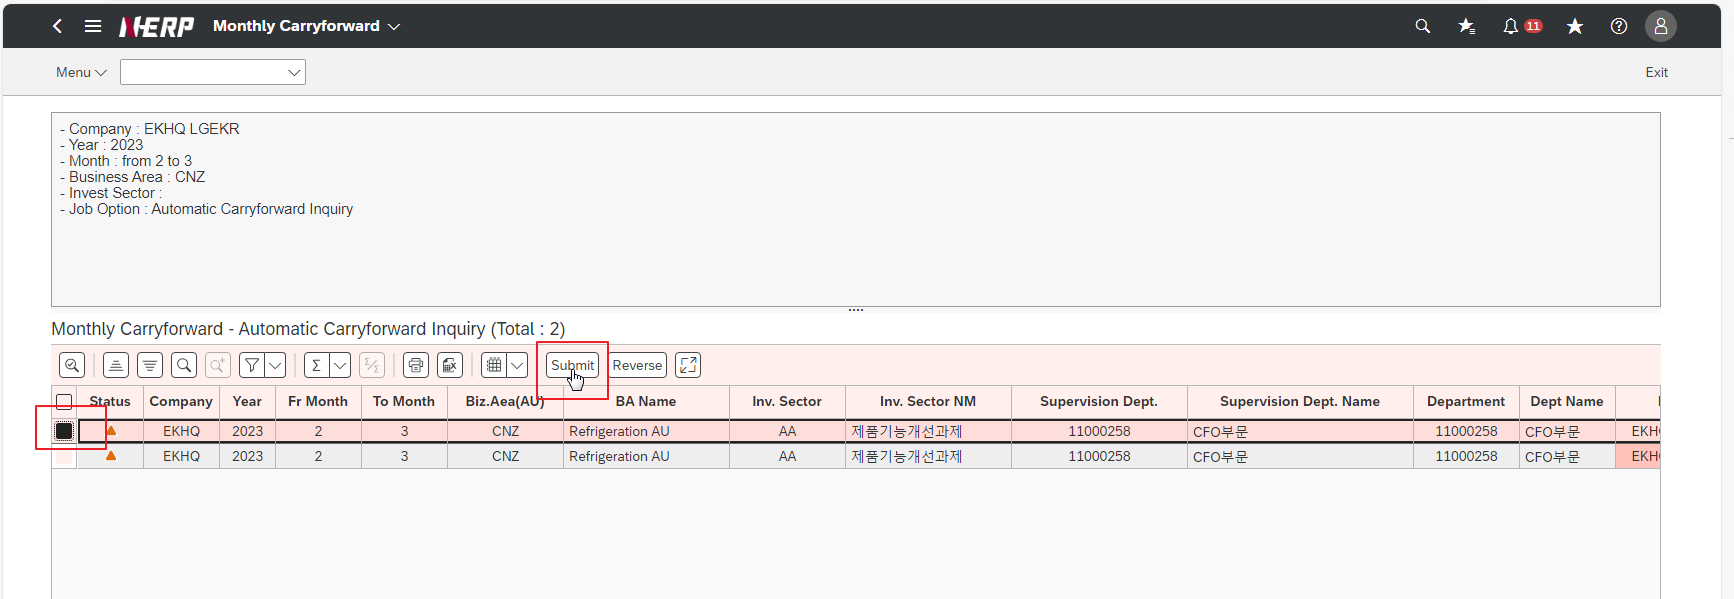 NERP Monthly Carryforward 11
Menu Exit
- Company : EKHQ LGEKR
- Year : 2023
- Month : from 2 to 3
- Business Area : CNZ
- Invest Sector :
- Job Option : Automatic Carryforward Inquiry
Monthly Carryforward - Automatic Carryforward Inquiry (Total : 2)
Submit Reverse
Status Company Year Fr Month To Month Biz.Aea(AU) BA Name Inv. Sector Inv. Sector NM Supervision Dept. Supervision Dept. Name Department Dept Name
EKHQ 2023 2 3 CNZ Refrigeration AU AA 제품기능개선과제 11000258 CFO부문 11000258 CFO부문 EKH
EKHQ 2023 2 3 CNZ Refrigeration AU AA 제품기능개선과제 11000258 CFO부문 11000258 CFO부문 EKH